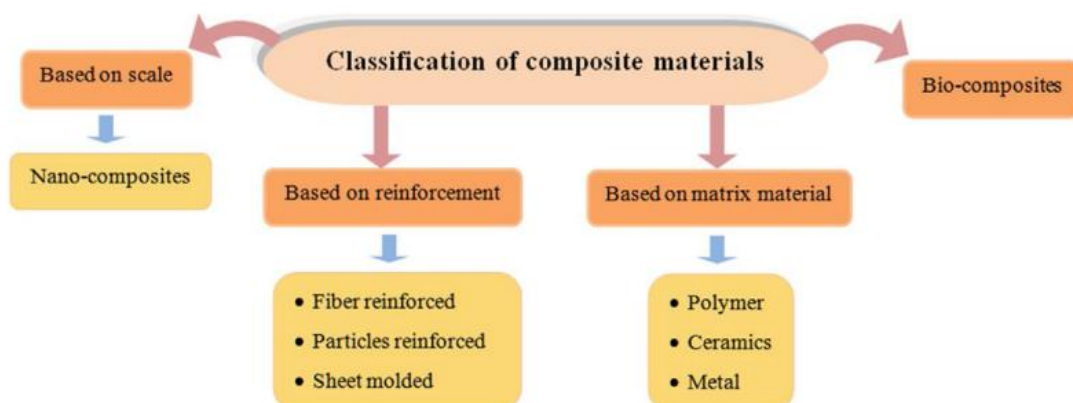 Classification of composite materials
Based on scale
Bio-composites
Nano-composites
Based on reinforcement
Based on matrix material
• Fiber reinforced
• Particles reinforced
• Sheet molded
• Polymer
• Ceramics
• Metal